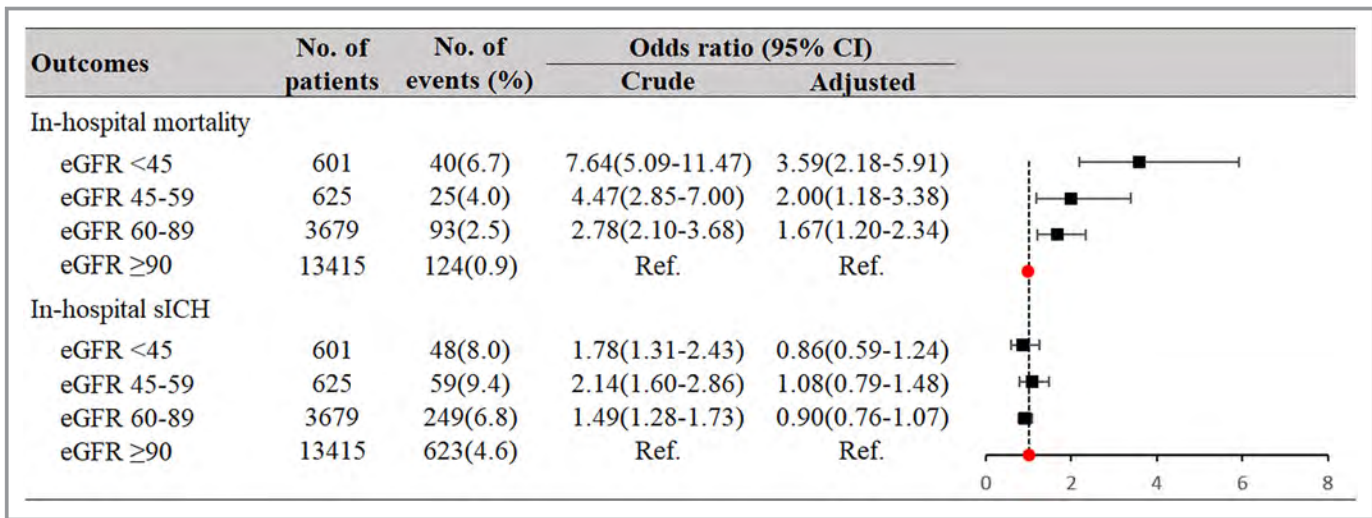 Outcomes No. of patients No. of events (%) Odds ratio (95% CI)
Crude Adjusted
In-hospital mortality
eGFR <45 601 40(6.7) 7.64(5.09-11.47) 3.59(2.18-5.91)
eGFR 45-59 625 25(4.0) 4.47(2.85-7.00) 2.00(1.18-3.38)
eGFR 60-89 3679 93(2.5) 2.78(2.10-3.68) 1.67(1.20-2.34)
eGFR ≥90 13415 124(0.9) Ref. Ref.
In-hospital sICH
eGFR <45 601 48(8.0) 1.78(1.31-2.43) 0.86(0.59-1.24)
eGFR 45-59 625 59(9.4) 2.14(1.60-2.86) 1.08(0.79-1.48)
eGFR 60-89 3679 249(6.8) 1.49(1.28-1.73) 0.90(0.76-1.07)
eGFR ≥90 13415 623(4.6) Ref. Ref.
0 2 4 6 8